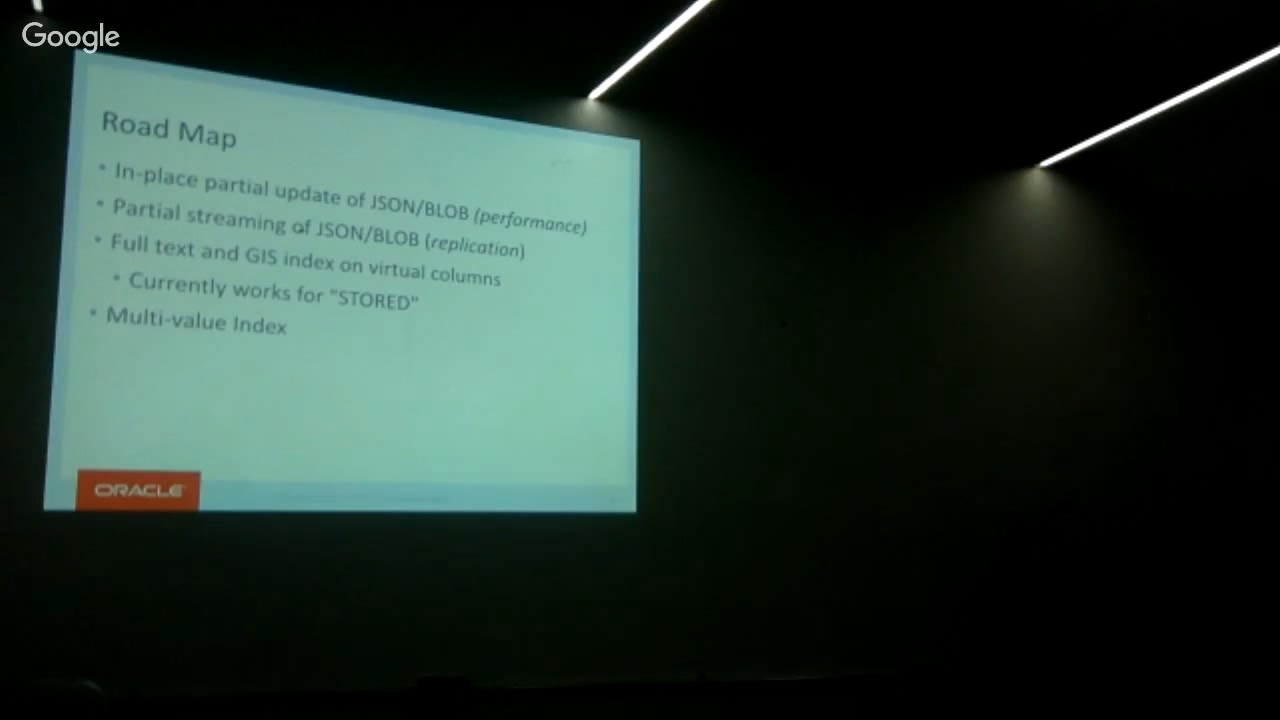 Google
Road Map
• In-place partial update of JSON/BLOB (performance)
• Partial streaming of JSON/BLOB (replication)
• Full text and GIS index on virtual columns
• Currently works for "STORED"
• Multi-value Index
ORACLE